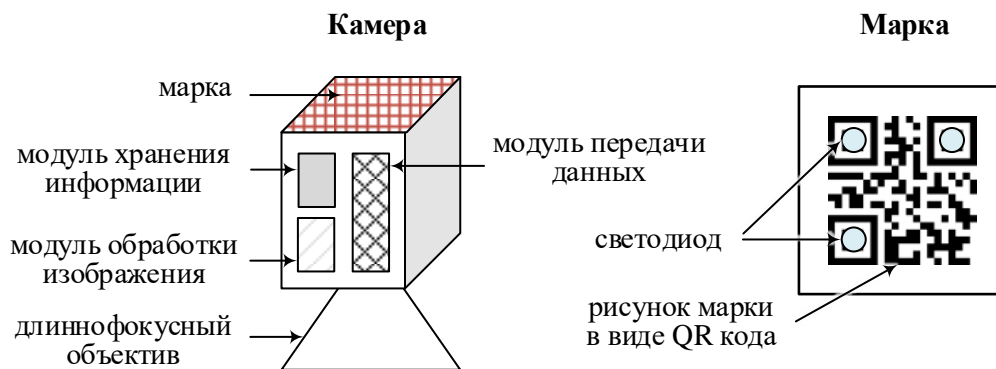 Камера
марка
модуль хранения
информации
модуль обработки
изображения
длиннофокусный
объектив
модуль передачи
данных
Марка
светодиод
рисунок марки
в виде QR кода